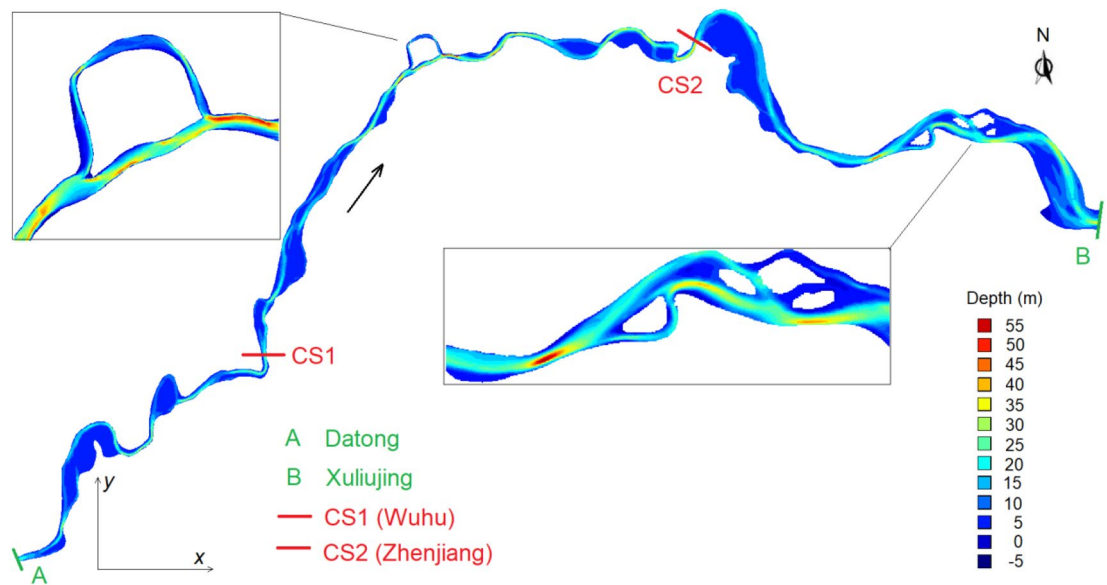 N
CS2
B
CS1
Depth (m)
55
50
45
40
35
30
25
20
15
10
5
0
-5
A Datong
B Xuliujing
CS1 (Wuhu)
CS2 (Zhenjiang)
y
x
A